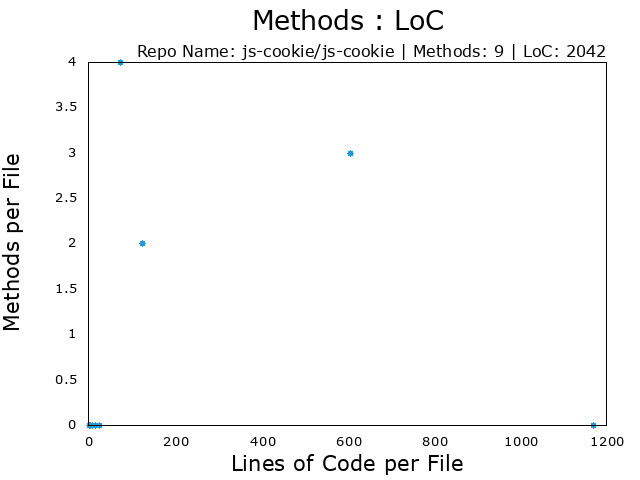 Methods : LoC
Repo Name: js-cookie/js-cookie | Methods: 9 | LoC: 2042
4
3.5
3
2.5
2
1.5
1
0.5
0
Methods per File
0 200 400 600 800 1000 1200
Lines of Code per File